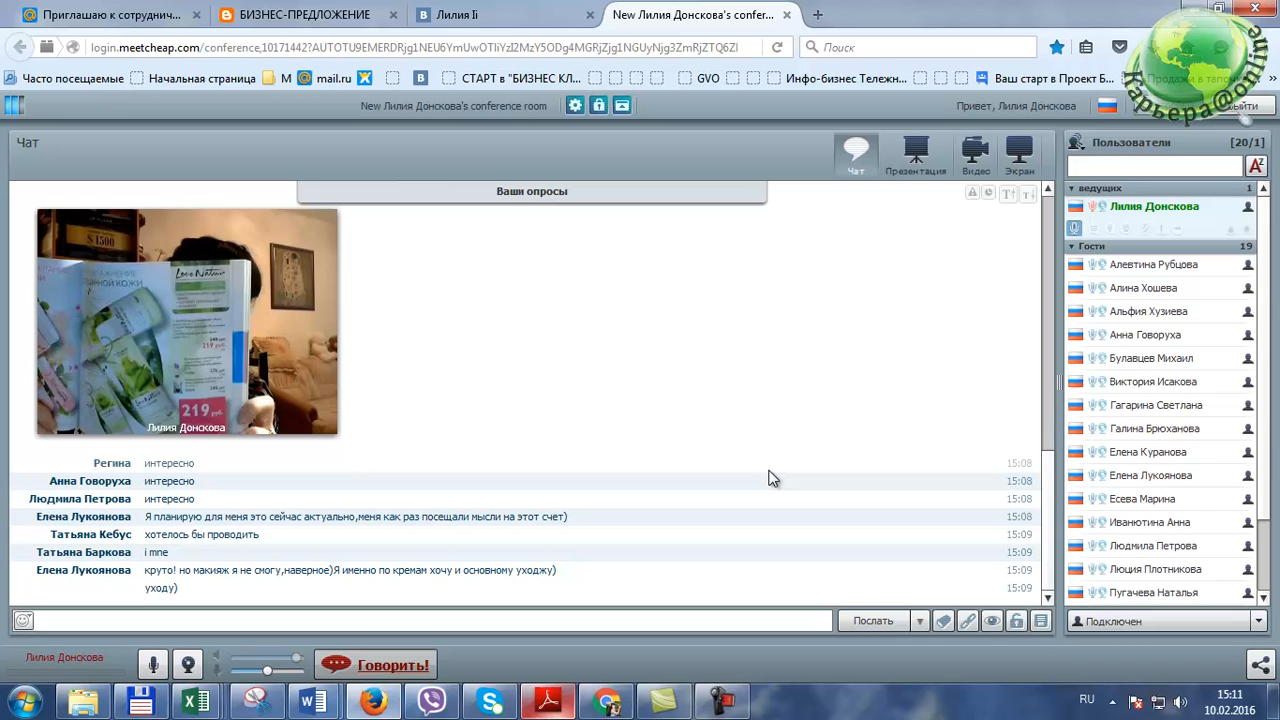 Приглашаю к сотруднич...
БИЗНЕС-ПРЕДЛОЖЕНИЕ
Лилия Ii
New Лилия Донскова's confer...
login.meetcheap.com/conference,10171442?
Поиск
Часто посещаемые
Начальная страница
M
mail.ru
СТАРТ в "БИЗНЕС КЛ...
GVO
Инфо-бизнес Тележн...
Ваш старт в Проект Б...
Продажи в тапочк...
Карьера@online
New Лилия Донскова's conference room
Привет, Лилия Донскова
Выйти
Чат
Чат
Презентация
Видео
Экран
Пользователи
[20/1]
Ваши опросы
ведущих 1
Лилия Донскова
Гости 19
Алевтина Рубцова
Алина Хошева
Альфия Хузиева
Анна Говоруха
Булавцев Михаил
Виктория Исакова
Гагарина Светлана
Галина Брюханова
Елена Куранова
Елена Лукоянова
Есева Марина
Иванютина Анна
Людмила Петрова
Люция Плотникова
Пугачева Наталья
$1500
Love Nature
219 руб.
Лилия Донскова
Регина интересно 15:08
Анна Говоруха интересно 15:08
Людмила Петрова интересно 15:08
Елена Лукоянова Я планирую для меня это сейчас актуально,меня как раз посещали мысли на этот счет) 15:08
Татьяна Кебус хотелось бы проводить 15:09
Татьяна Баркова i mne 15:09
Елена Лукоянова круто! но макияж я не смогу,наверное)Я именно по кремам хочу и основному уходжу) 15:09
уходу) 15:09
Послать
Подключен
Лилия Донскова
Говорить!
RU
15:11
10.02.2016